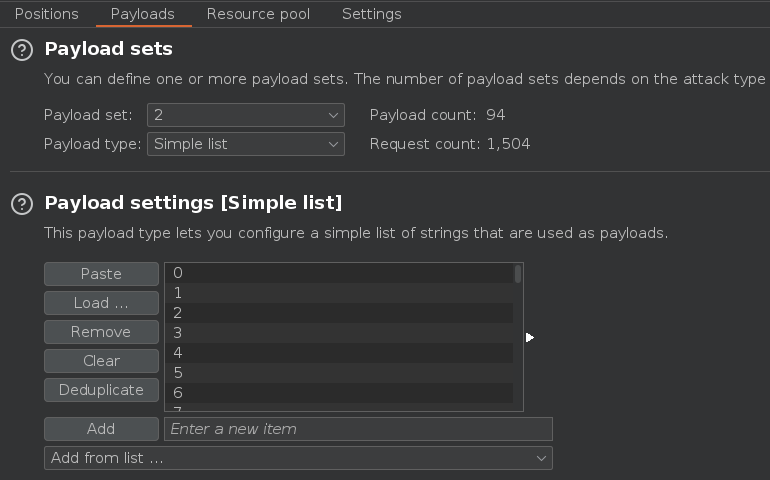 Positions Payloads Resource pool Settings
? Payload sets
You can define one or more payload sets. The number of payload sets depends on the attack type
Payload set: 2 Payload count: 94
Payload type: Simple list Request count: 1,504
? Payload settings [Simple list]
This payload type lets you configure a simple list of strings that are used as payloads.
Paste 0
1
Load ... 2
Remove 3
Clear 4
5
Deduplicate 6
7
Add Enter a new item
Add from list ...